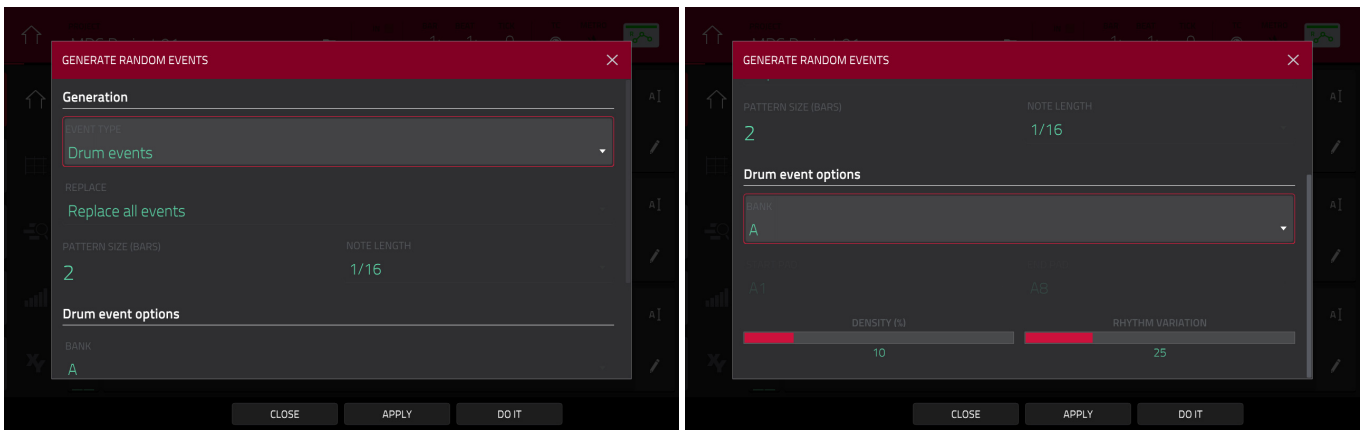 GENERATE RANDOM EVENTS
Generation
EVENT TYPE
Drum events
REPLACE
Replace all events
PATTERN SIZE (BARS) NOTE LENGTH
2 1/16
Drum event options
BANK
A
CLOSE APPLY DO IT
GENERATE RANDOM EVENTS
PATTERN SIZE (BARS) NOTE LENGTH
2 1/16
Drum event options
BANK
A
A1 A8
DENSITY (%) RHYTHM VARIATION
10 25
CLOSE APPLY DO IT